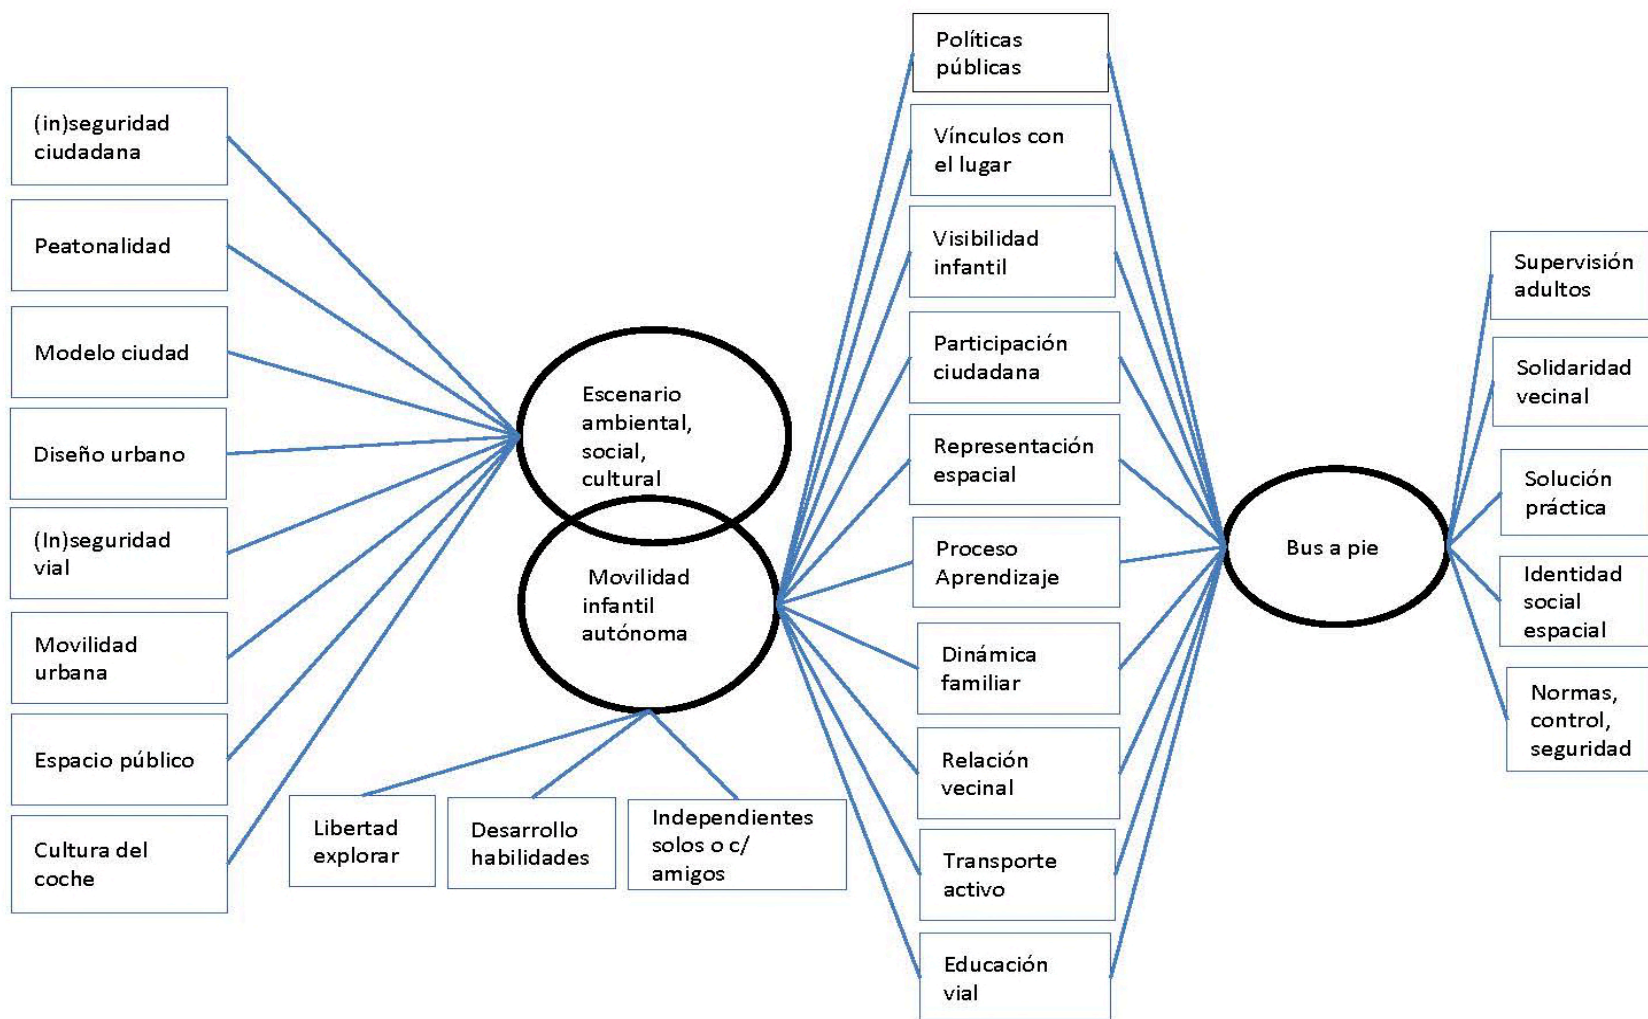 (in)seguridad
ciudadana
Peatonalidad
Modelo ciudad
Diseño urbano
(In)seguridad
vial
Movilidad
urbana
Espacio público
Cultura del
coche
Escenario
ambiental,
social,
cultural
Movilidad
infantil
autónoma
Libertad
explorar
Desarrollo
habilidades
Independientes
solos o c/
amigos
Políticas
públicas
Vínculos con
el lugar
Visibilidad
infantil
Participación
ciudadana
Representación
espacial
Proceso
Aprendizaje
Dinámica
familiar
Relación
vecinal
Transporte
activo
Educación
vial
Bus a pie
Supervisión
adultos
Solidaridad
vecinal
Solución
práctica
Identidad
social
espacial
Normas,
control,
seguridad